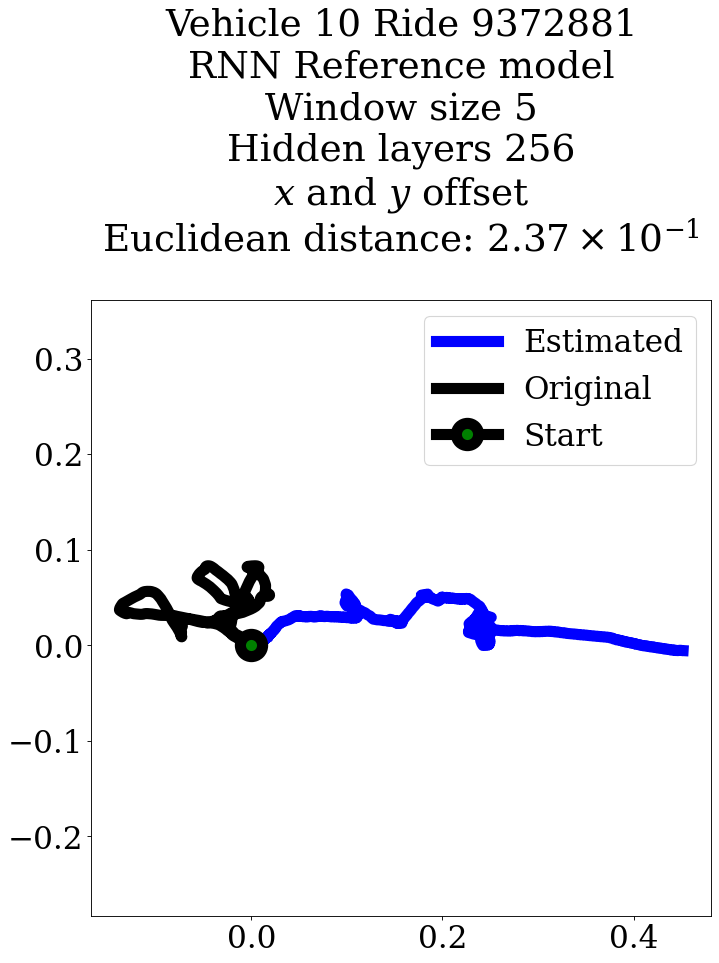 Vehicle 10 Ride 9372881
RNN Reference model
Window size 5
Hidden layers 256
x and y offset
Euclidean distance: 2.37 × 10⁻¹
Estimated
Original
Start
0.3
0.2
0.1
0.0
−0.1
−0.2
0.0 0.2 0.4